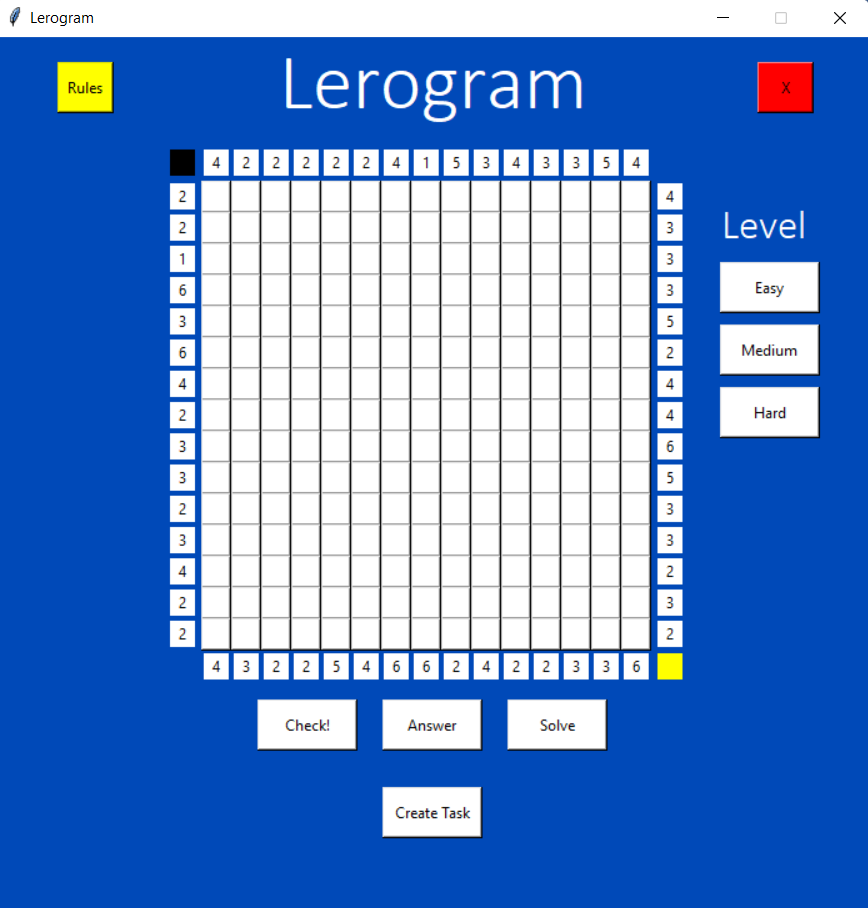 Lerogram
Rules
Lerogram
X
4 2 2 2 2 2 4 1 5 3 4 3 3 5 4
2 4
2 3
1 3
6 3
3 5
6 2
4 4
2 4
3 6
3 5
2 3
3 3
4 2
2 3
2 2
4 3 2 2 5 4 6 6 2 4 2 2 3 3 6
Level
Easy
Medium
Hard
Check!
Answer
Solve
Create Task